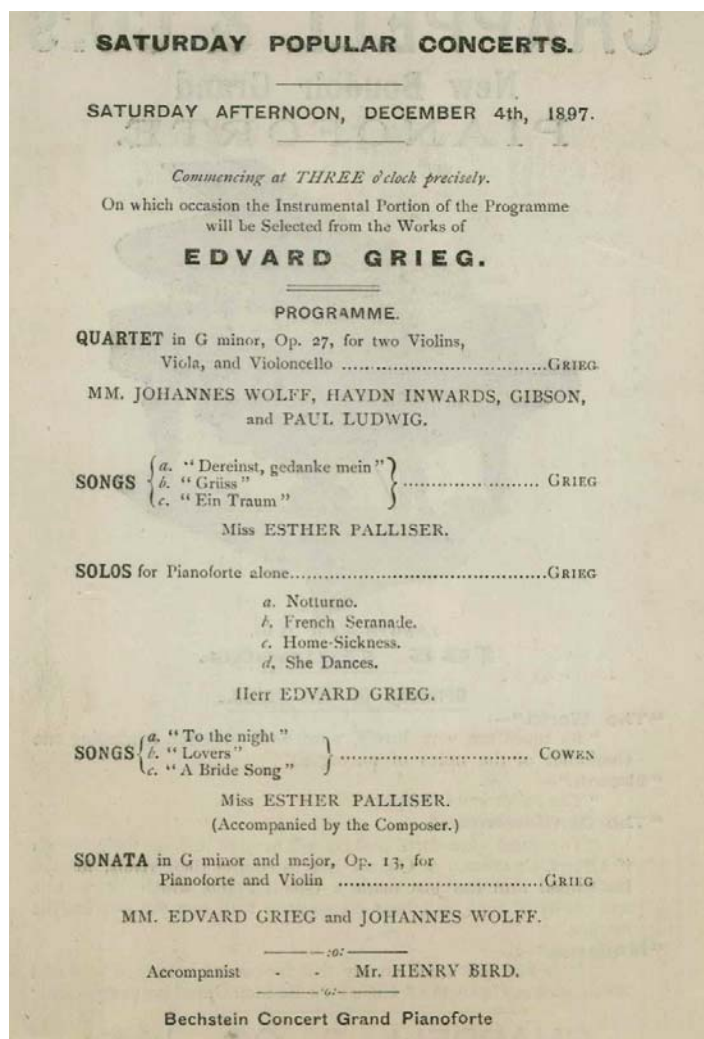 SATURDAY POPULAR CONCERTS.
SATURDAY AFTERNOON, DECEMBER 4th, 1897.
Commencing at THREE o'clock precisely.
On which occasion the Instrumental Portion of the Programme
will be Selected from the Works of
EDVARD GRIEG.
PROGRAMME.
QUARTET in G minor, Op. 27, for two Violins,
Viola, and Violoncello ........................................GRIEG
MM. JOHANNES WOLFF, HAYDN INWARDS, GIBSON,
and PAUL LUDWIG.
SONGS
a. "Dereinst, gedanke mein"
b. "Grüss" ........................ GRIEG
c. "Ein Traum"
Miss ESTHER PALLISER.
SOLOS for Pianoforte alone..............................................GRIEG
a. Notturno.
b. French Seranade.
c. Home-Sickness.
d. She Dances.
Herr EDVARD GRIEG.
SONGS
a. "To the night"
b. "Lovers" ................................. COWEN
c. "A Bride Song"
Miss ESTHER PALLISER.
(Accompanied by the Composer.)
SONATA in G minor and major, Op. 13, for
Pianoforte and Violin ....................................GRIEG
MM. EDVARD GRIEG and JOHANNES WOLFF.
:o:
Accompanist - - Mr. HENRY BIRD.
:o:
Bechstein Concert Grand Pianoforte